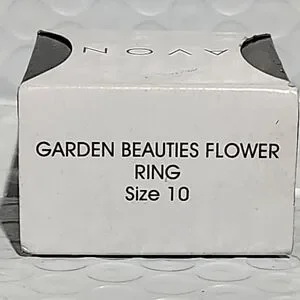 AVON
GARDEN BEAUTIES FLOWER
RING
Size 10